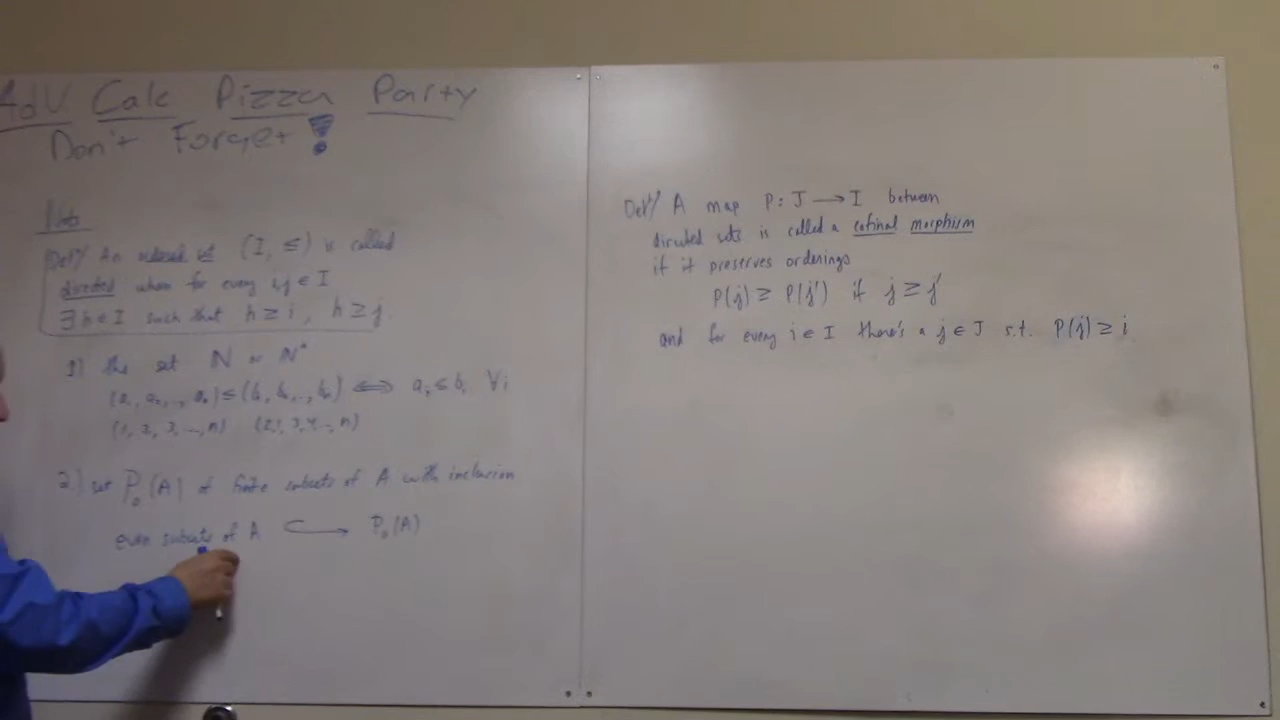 Adv Calc Pizza Party
Don't Forget!
Nets
Def'n/ An ordered set (I, ≤) is called
directed when for every i,j ∈ I
∃ h ∈ I such that h ≥ i, h ≥ j.
1) the set ℕ or ℕⁿ
(a₁, a₂, ..., aₙ) ≤ (b₁, b₂, ..., bₙ) ⟺ aᵢ ≤ bᵢ ∀i
(1, 2, 3, ..., n) (2, 1, 3, 4, ..., n)
2.) set P₀(A) of finite subsets of A with inclusion
even subsets of A ↪ P₀(A)
Def'n/ A map P: J → I between
directed sets is called a cofinal morphism
if it preserves orderings
P(j) ≥ P(j') if j ≥ j'
and for every i ∈ I there's a j ∈ J s.t. P(j) ≥ i.